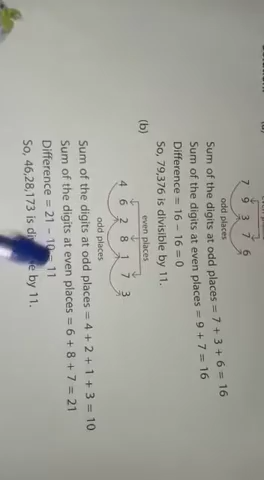 7 9 3 7 6
odd places
Sum of the digits at odd places = 7 + 3 + 6 = 16
Sum of the digits at even places = 9 + 7 = 16
Difference = 16 − 16 = 0
So, 79,376 is divisible by 11.
(b)
even places
4 6 2 8 1 7 3
odd places
Sum of the digits at odd places = 4 + 2 + 1 + 3 = 10
Sum of the digits at even places = 6 + 8 + 7 = 21
Difference = 21 − 10 = 11
So, 46,28,173 is by 11.